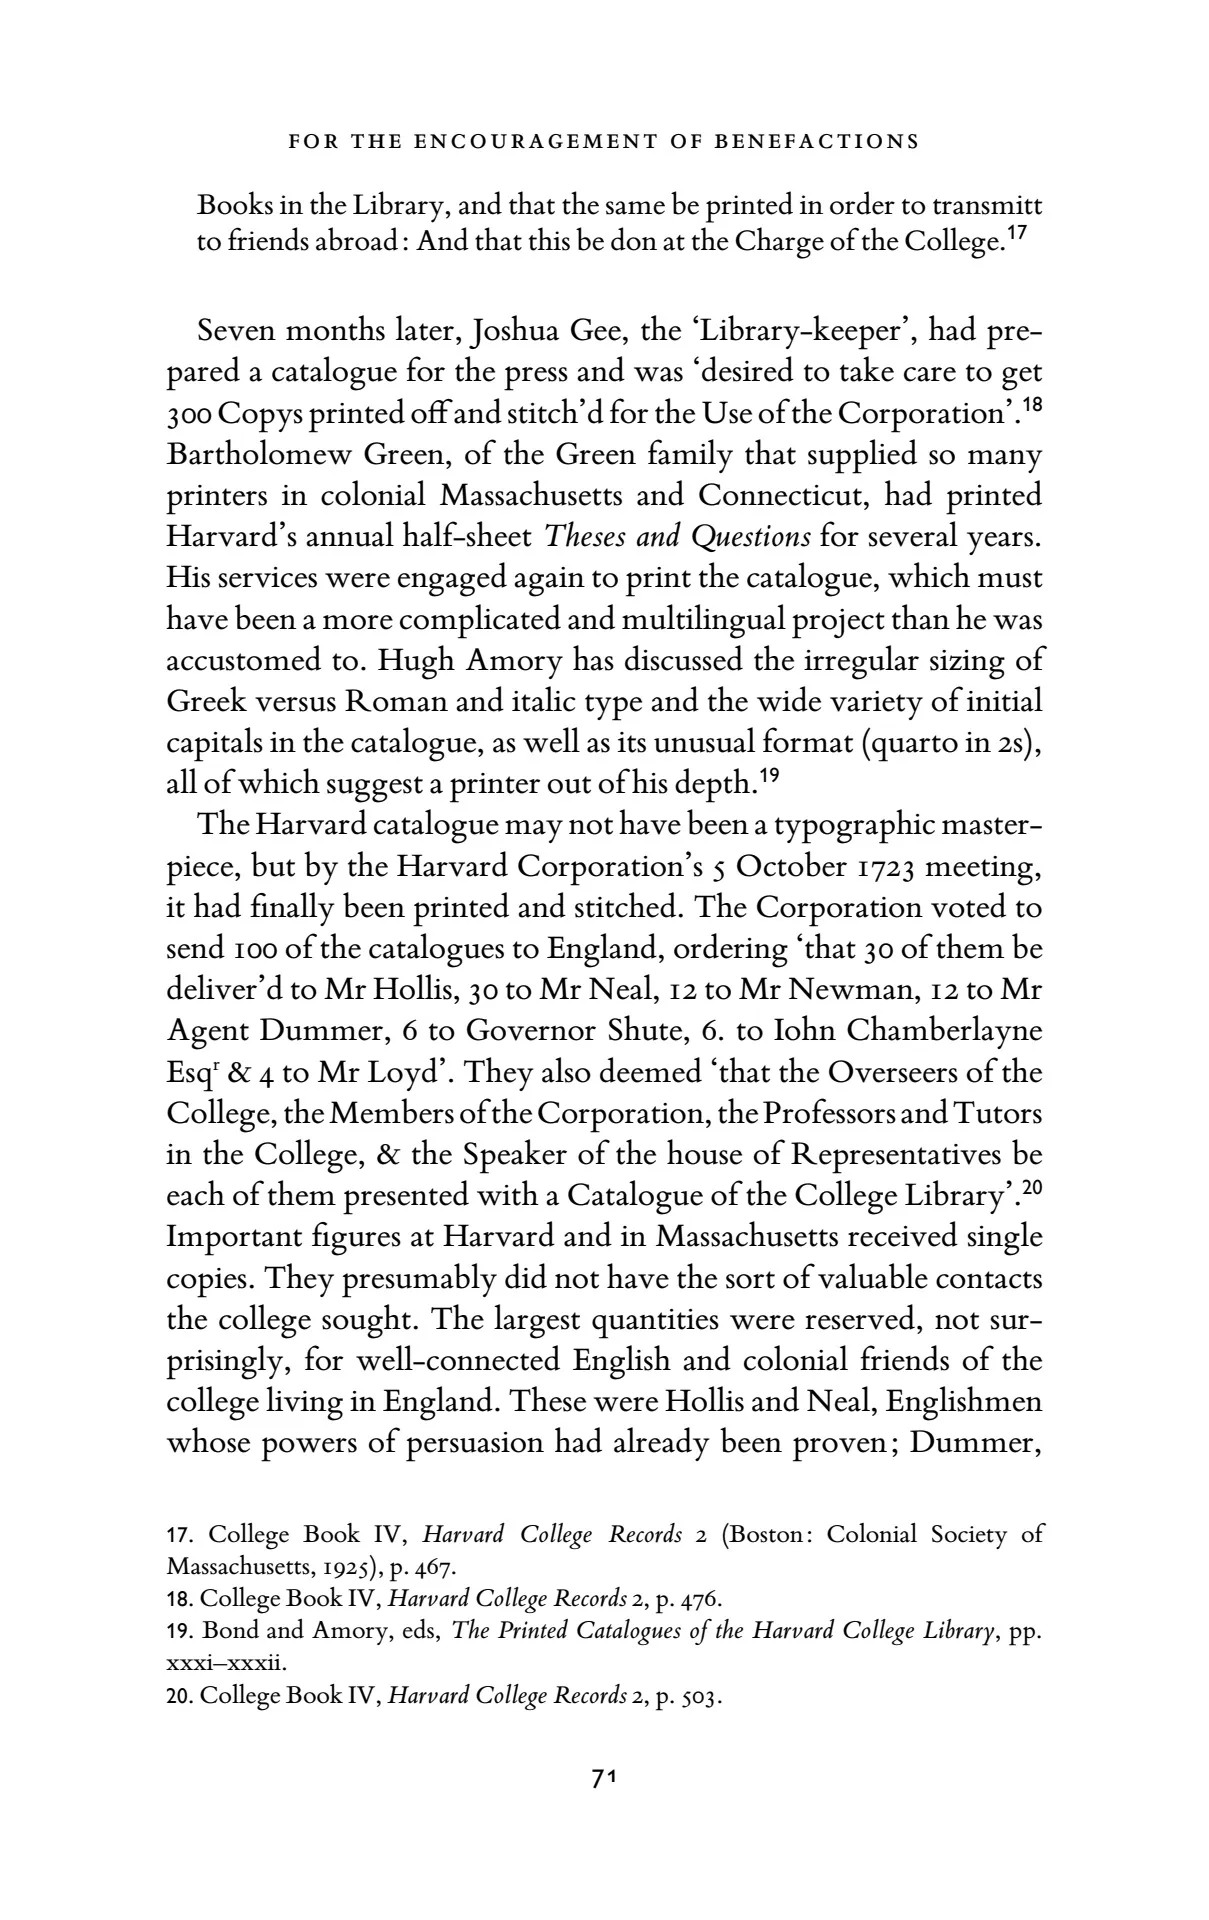 FOR THE ENCOURAGEMENT OF BENEFACTIONS
Books in the Library, and that the same be printed in order to transmitt
to friends abroad: And that this be don at the Charge of the College.17
Seven months later, Joshua Gee, the ‘Library-keeper’, had pre-
pared a catalogue for the press and was ‘desired to take care to get
300 Copys printed off and stitch’d for the Use of the Corporation’.18
Bartholomew Green, of the Green family that supplied so many
printers in colonial Massachusetts and Connecticut, had printed
Harvard’s annual half-sheet Theses and Questions for several years.
His services were engaged again to print the catalogue, which must
have been a more complicated and multilingual project than he was
accustomed to. Hugh Amory has discussed the irregular sizing of
Greek versus Roman and italic type and the wide variety of initial
capitals in the catalogue, as well as its unusual format (quarto in 2s),
all of which suggest a printer out of his depth.19
The Harvard catalogue may not have been a typographic master-
piece, but by the Harvard Corporation’s 5 October 1723 meeting,
it had finally been printed and stitched. The Corporation voted to
send 100 of the catalogues to England, ordering ‘that 30 of them be
deliver’d to Mr Hollis, 30 to Mr Neal, 12 to Mr Newman, 12 to Mr
Agent Dummer, 6 to Governor Shute, 6. to Iohn Chamberlayne
Esqr & 4 to Mr Loyd’. They also deemed ‘that the Overseers of the
College, the Members of the Corporation, the Professors and Tutors
in the College, & the Speaker of the house of Representatives be
each of them presented with a Catalogue of the College Library’.20
Important figures at Harvard and in Massachusetts received single
copies. They presumably did not have the sort of valuable contacts
the college sought. The largest quantities were reserved, not sur-
prisingly, for well-connected English and colonial friends of the
college living in England. These were Hollis and Neal, Englishmen
whose powers of persuasion had already been proven; Dummer,
17. College Book IV, Harvard College Records 2 (Boston: Colonial Society of
Massachusetts, 1925), p. 467.
18. College Book IV, Harvard College Records 2, p. 476.
19. Bond and Amory, eds, The Printed Catalogues of the Harvard College Library, pp.
xxxi–xxxii.
20. College Book IV, Harvard College Records 2, p. 503.
71